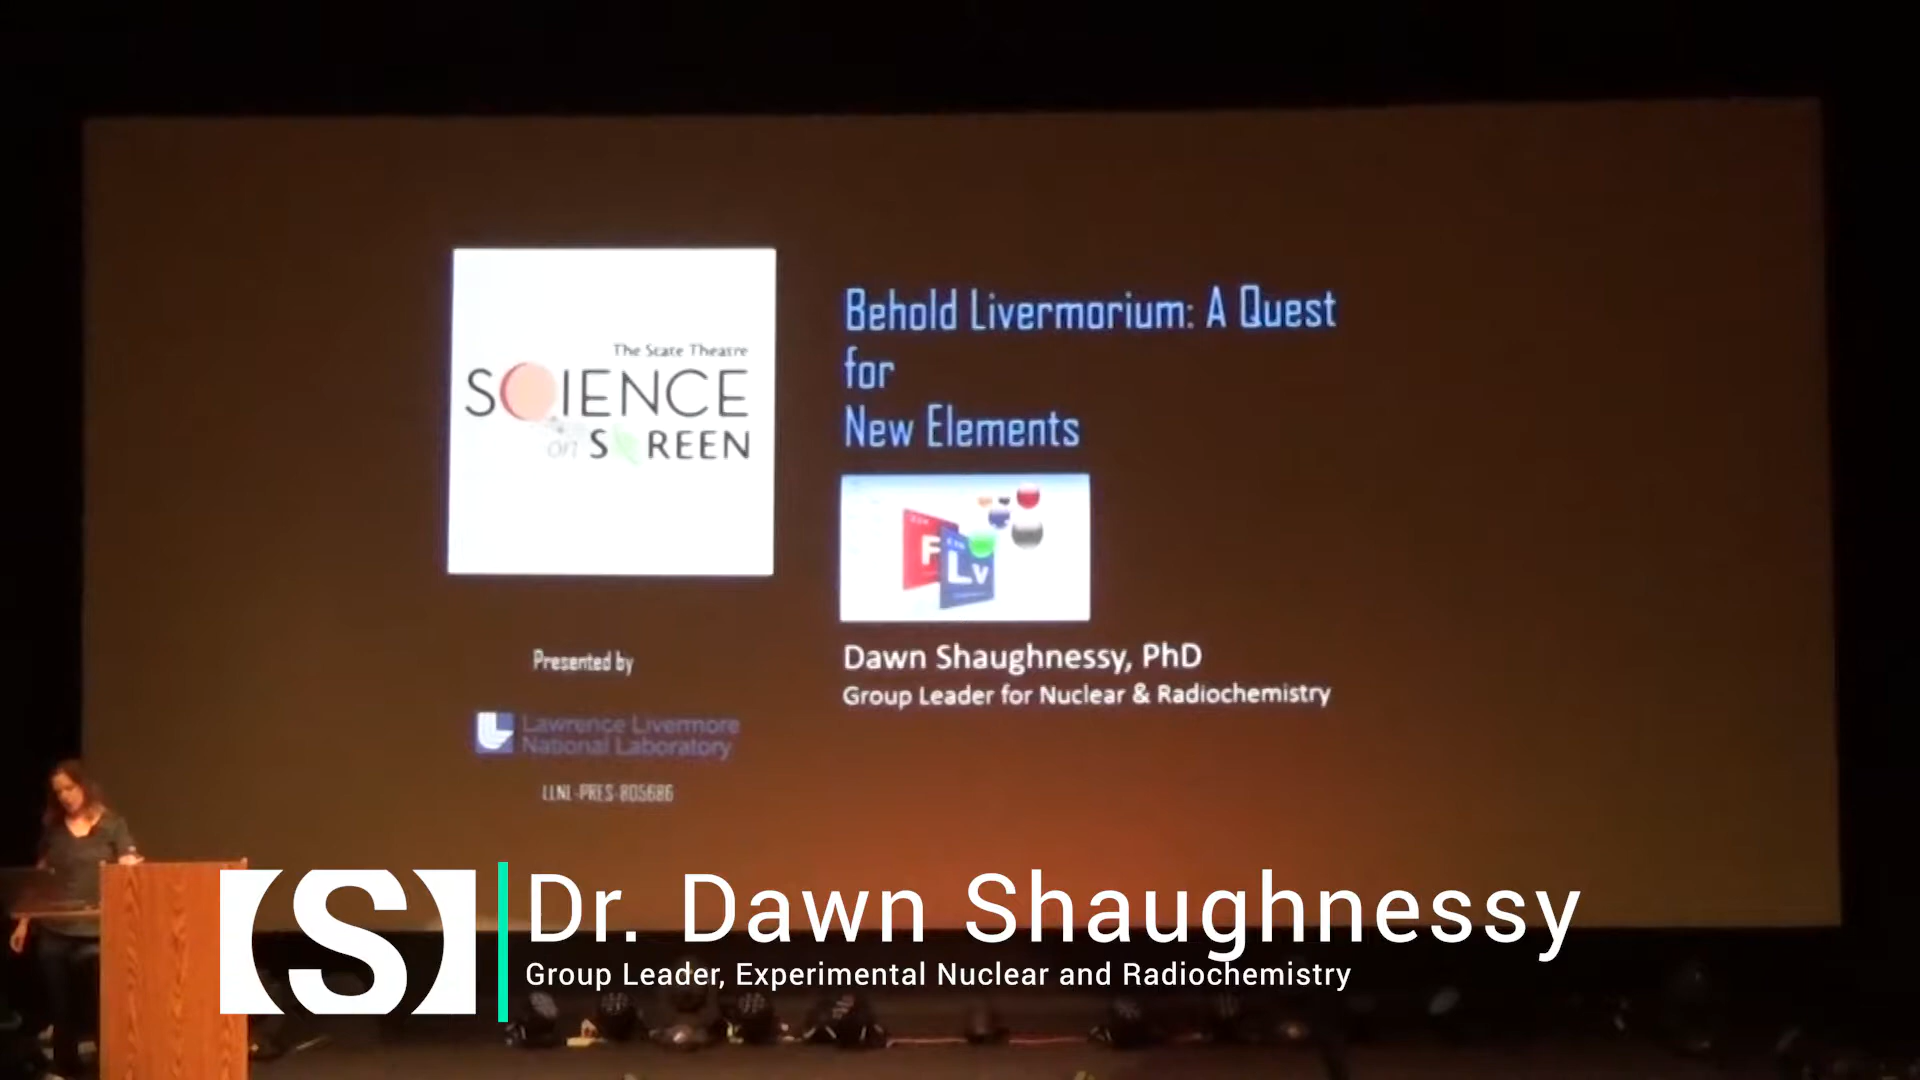 The State Theatre
SCIENCE
on SCREEN
Behold Livermorium: A Quest
for
New Elements
F
Lv
Presented by
Lawrence Livermore
National Laboratory
LLNL-PRES-805686
Dawn Shaughnessy, PhD
Group Leader for Nuclear & Radiochemistry
(S)
Dr. Dawn Shaughnessy
Group Leader, Experimental Nuclear and Radiochemistry